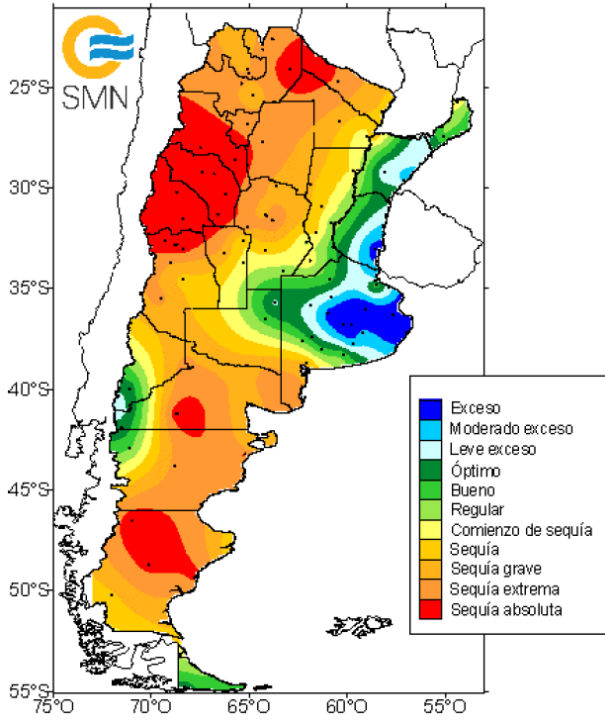 SMN
25°S
30°S
35°S
40°S
45°S
50°S
55°S
75°O
70°O
65°O
60°O
55°O
Exceso
Moderado exceso
Leve exceso
Óptimo
Bueno
Regular
Comienzo de sequía
Sequía
Sequía grave
Sequía extrema
Sequía absoluta